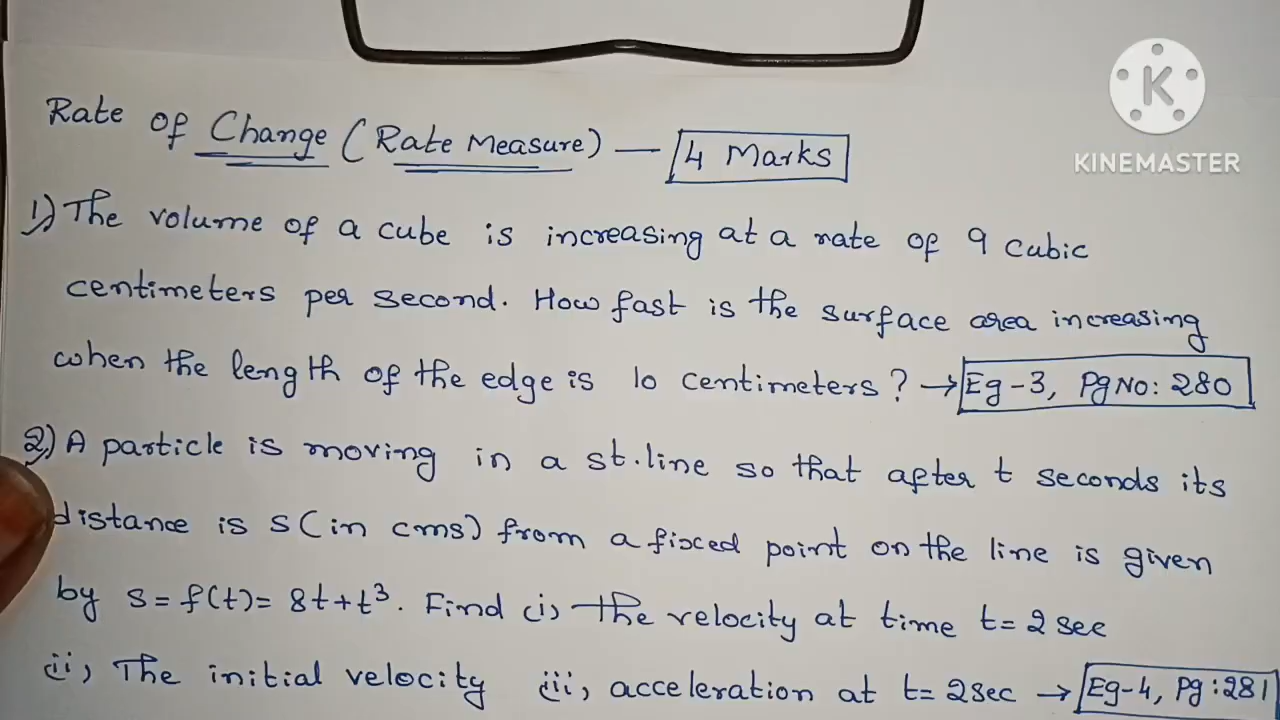 Rate of Change (Rate Measure) — 4 Marks
K
KINEMASTER
1) The volume of a cube is increasing at a rate of 9 cubic
centimeters per second. How fast is the surface area increasing
when the length of the edge is 10 centimeters? → Eg-3, Pg No: 280
2) A particle is moving in a st.line so that after t seconds its
distance is s (in cms) from a fixed point on the line is given
by s = f(t) = 8t + t³. Find (i) the velocity at time t = 2 sec
(ii) The initial velocity (iii) acceleration at t = 2 sec → Eg-4, Pg: 281